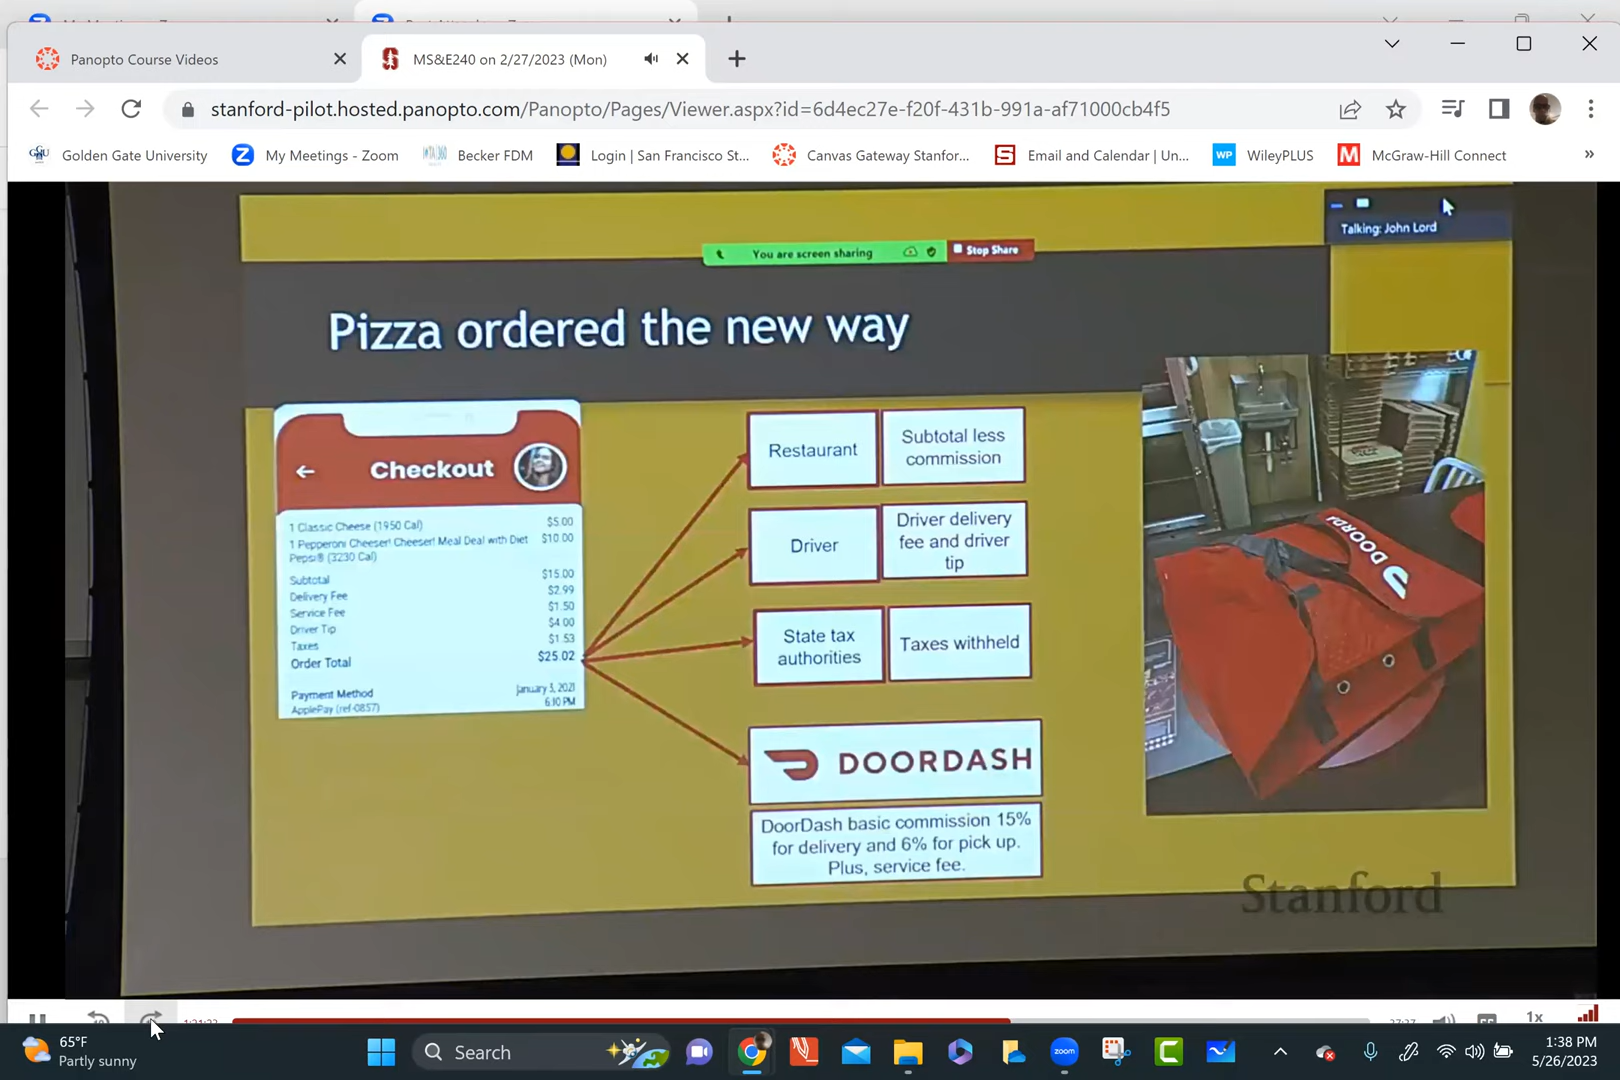 Panopto Course Videos
MS&E240 on 2/27/2023 (Mon)
stanford-pilot.hosted.panopto.com/Panopto/Pages/Viewer.aspx?id=6d4ec27e-f20f-431b-991a-af71000cb4f5
Golden Gate University
My Meetings - Zoom
Becker FDM
Login | San Francisco St...
Canvas Gateway Stanfor...
Email and Calendar | Un...
WP
WileyPLUS
McGraw-Hill Connect
Talking: John Lord
You are screen sharing
Stop Share
Pizza ordered the new way
Checkout
1 Classic Cheese (1950 Cal) $5.00
1 Pepperoni Cheeser! Cheeser! Meal Deal with Diet $10.00
Pepsi® (3230 Cal)
Subtotal $15.00
Delivery Fee $2.99
Service Fee $1.50
Driver Tip $4.00
Taxes $1.53
Order Total $25.02
Payment Method January 3, 2021
ApplePay (ref-0857) 6:10 PM
Restaurant
Subtotal less
commission
Driver
Driver delivery
fee and driver
tip
State tax
authorities
Taxes withheld
DOORDASH
DoorDash basic commission 15%
for delivery and 6% for pick up.
Plus, service fee.
DOORD
Stanford
1x
65°F
Partly sunny
Search
zoom
1:38 PM
5/26/2023